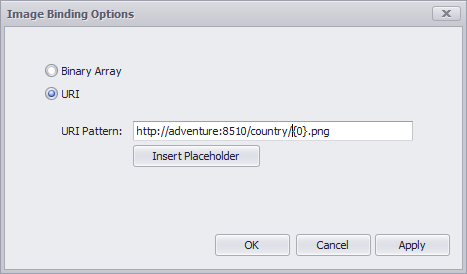 Image Binding Options
Binary Array
URI
URI Pattern: http://adventure:8510/country/{0}.png
Insert Placeholder
OK Cancel Apply